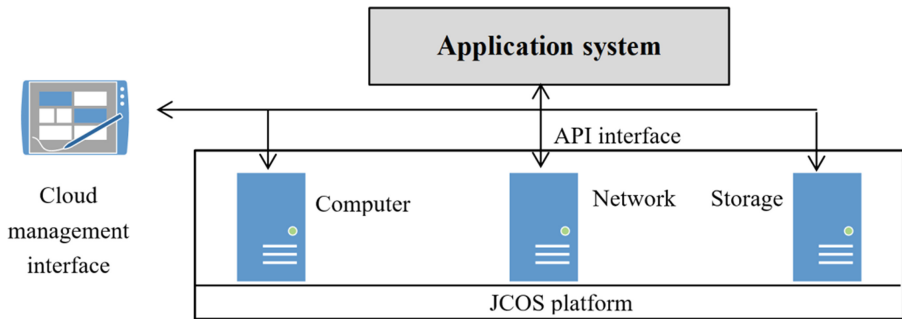 Application system
API interface
Computer
Network
Storage
Cloud
management
interface
JCOS platform